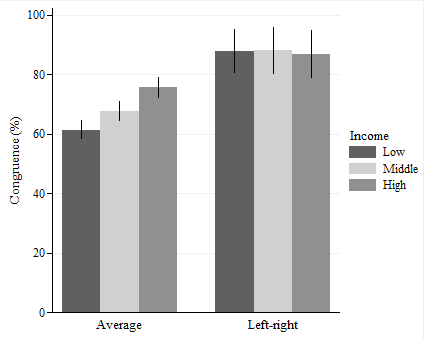 100
80
60
40
20
0
Congruence (%)
Average
Left-right
Income
Low
Middle
High